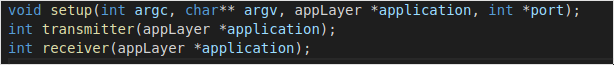 void setup(int argc, char** argv, appLayer *application, int *port);
int transmitter(appLayer *application);
int receiver(appLayer *application);